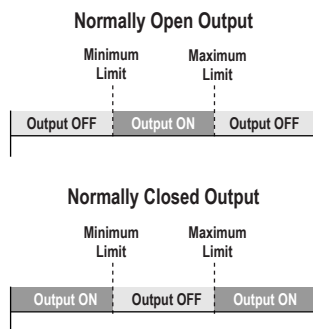 Normally Open Output
Minimum Limit
Maximum Limit
Output OFF
Output ON
Output OFF
Normally Closed Output
Minimum Limit
Maximum Limit
Output ON
Output OFF
Output ON